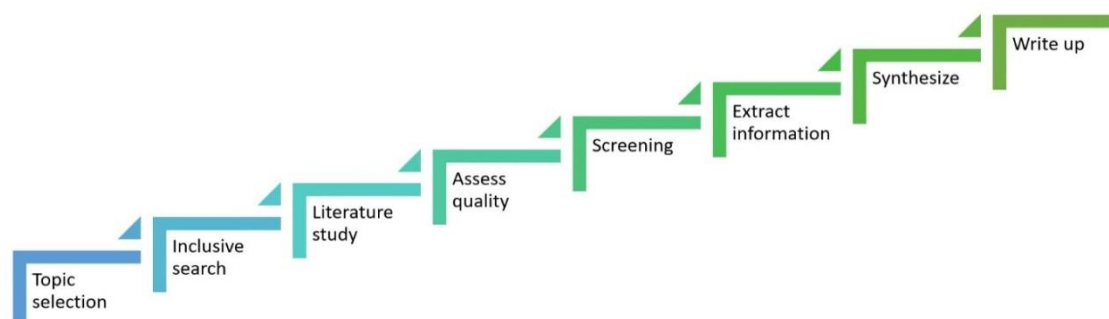 Topic
selection
Inclusive
search
Literature
study
Assess
quality
Screening
Extract
information
Synthesize
Write up